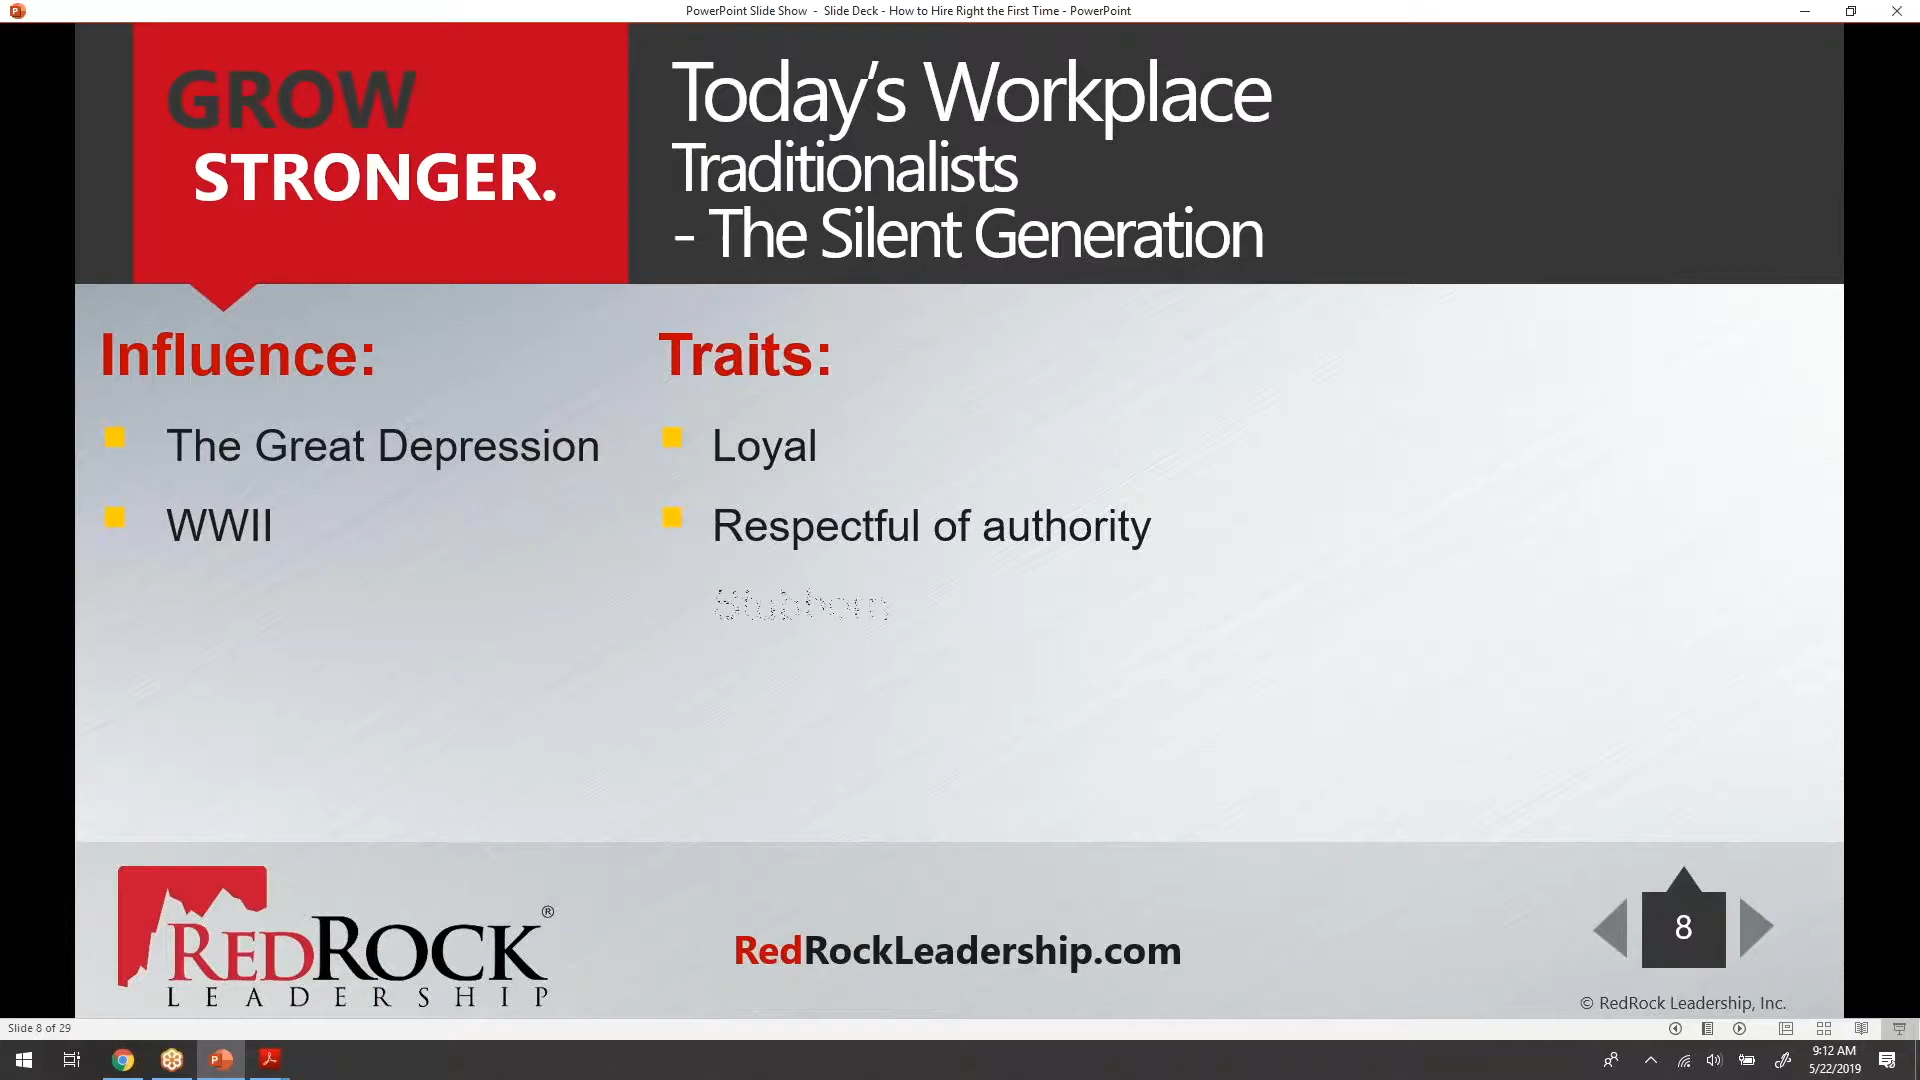 PowerPoint Slide Show - Slide Deck - How to Hire Right the First Time - PowerPoint
GROW
STRONGER.
Today's Workplace
Traditionalists
- The Silent Generation
Influence:
The Great Depression
WWII
Traits:
Loyal
Respectful of authority
Stubborn
REDROCK®
LEADERSHIP
RedRockLeadership.com
8
© RedRock Leadership, Inc.
Slide 8 of 29
9:12 AM
5/22/2019